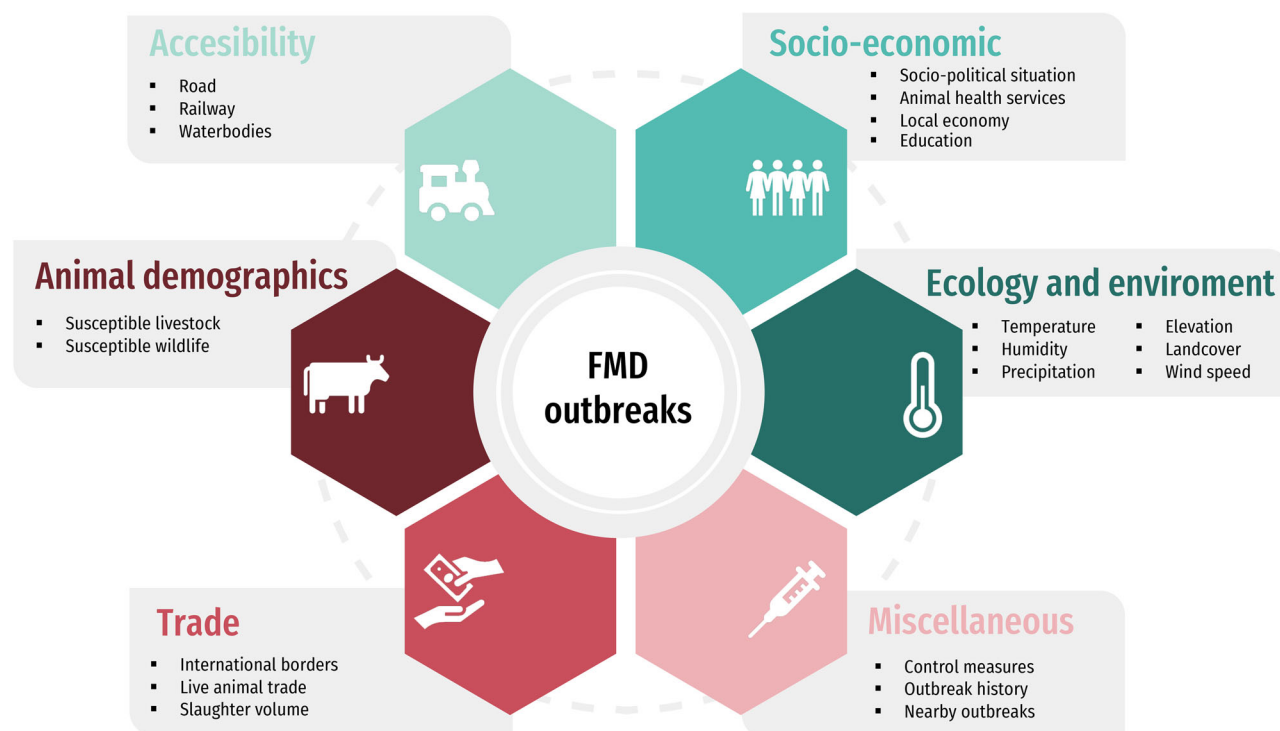 Accesibility
▪ Road
▪ Railway
▪ Waterbodies
Socio-economic
▪ Socio-political situation
▪ Animal health services
▪ Local economy
▪ Education
Animal demographics
▪ Susceptible livestock
▪ Susceptible wildlife
FMD
outbreaks
Ecology and enviroment
▪ Temperature
▪ Humidity
▪ Precipitation
▪ Elevation
▪ Landcover
▪ Wind speed
Trade
▪ International borders
▪ Live animal trade
▪ Slaughter volume
Miscellaneous
▪ Control measures
▪ Outbreak history
▪ Nearby outbreaks